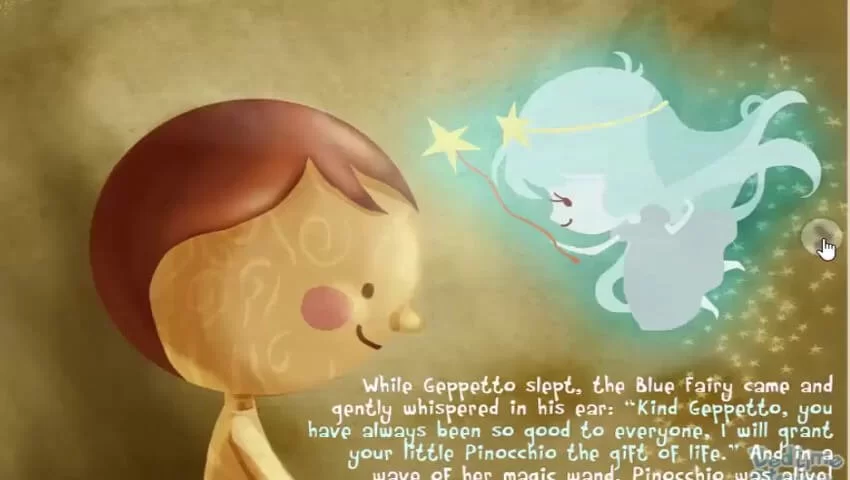 While Geppetto slept, the Blue Fairy came and
gently whispered in his ear: “Kind Geppetto, you
have always been so good to everyone, I will grant
your little Pinocchio the gift of life.” And in a
wave of her magic wand, Pinocchio was alive!